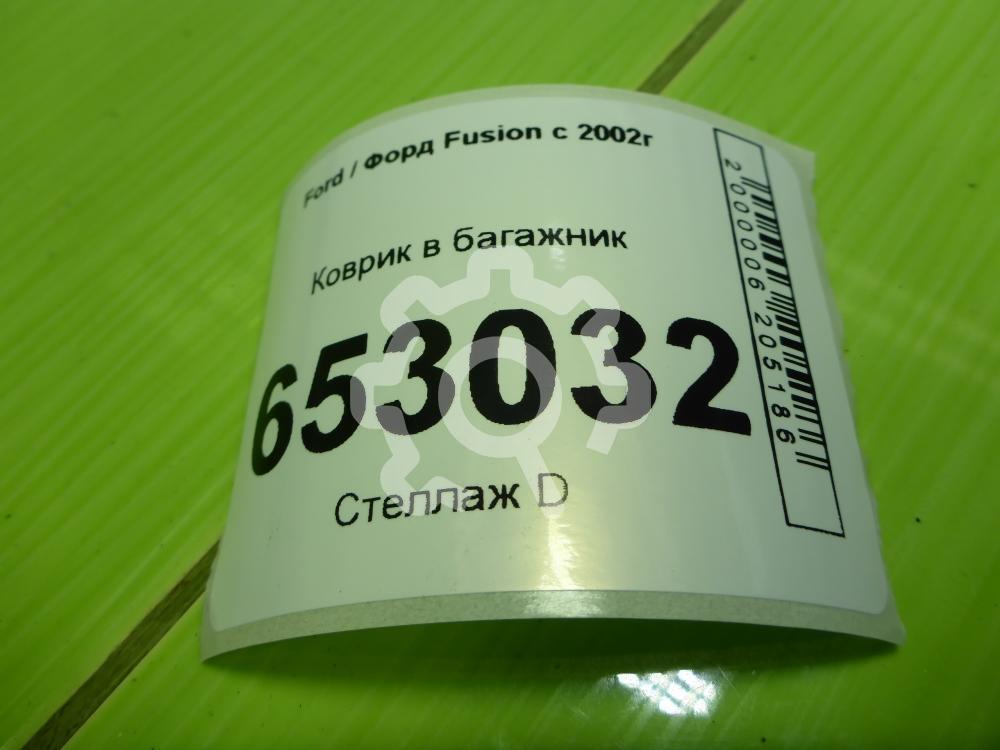 Ford / Форд Fusion с 2002г
Коврик в багажник
653032
Стеллаж D
2000006205186